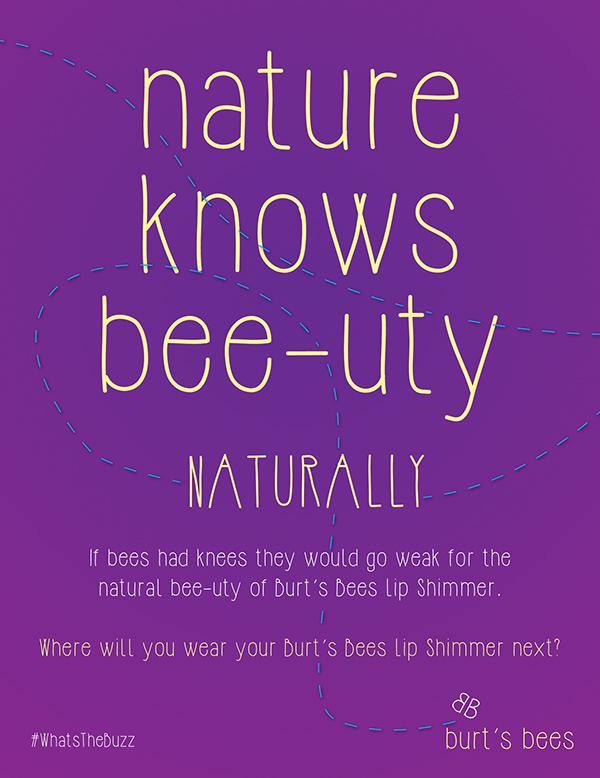 nature
knows
bee-uty
NATURALLY
If bees had knees they would go weak for the
natural bee-uty of Burt's Bees Lip Shimmer.
Where will you wear your Burt's Bees Lip Shimmer next?
BB
#WhatsTheBuzz
burt's bees